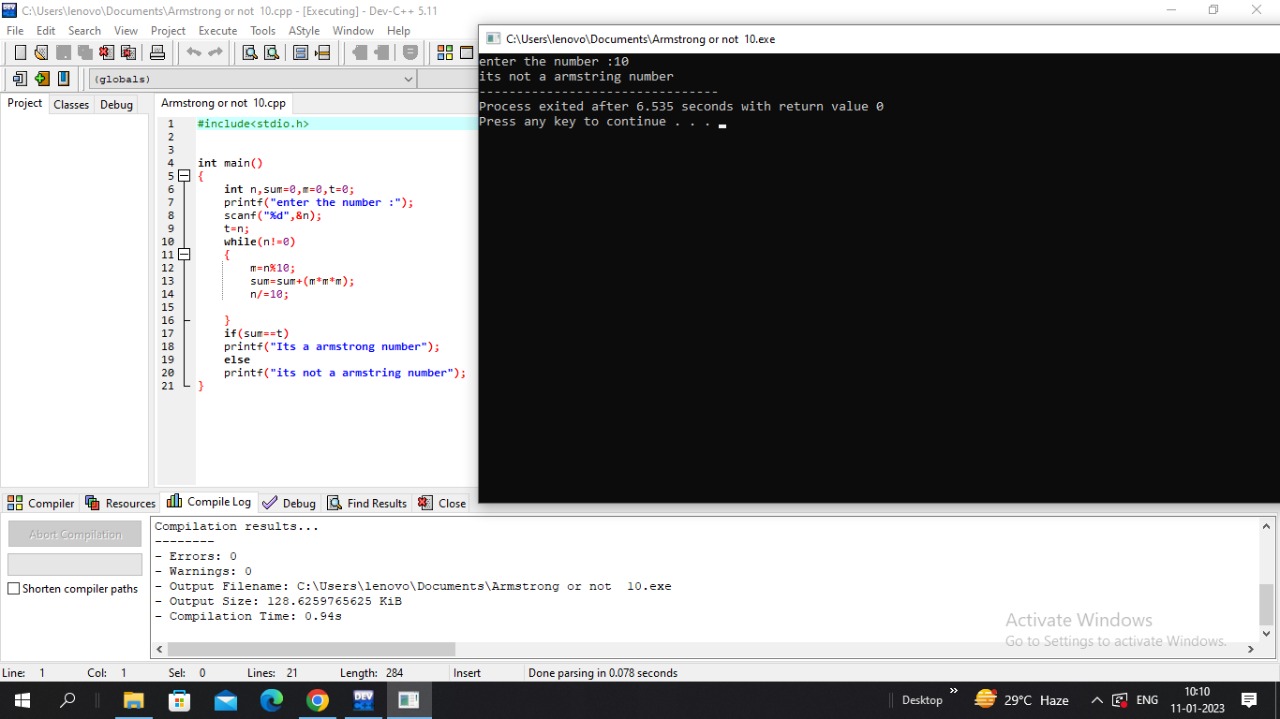 C:\Users\lenovo\Documents\Armstrong or not 10.cpp - [Executing] - Dev-C++ 5.11
File Edit Search View Project Execute Tools AStyle Window Help
(globals)
Project Classes Debug
Armstrong or not 10.cpp
1 #include<stdio.h>
2
3
4 int main()
5 {
6 int n,sum=0,m=0,t=0;
7 printf("enter the number :");
8 scanf("%d",&n);
9 t=n;
10 while(n!=0)
11 {
12 m=n%10;
13 sum=sum+(m*m*m);
14 n/=10;
15
16 }
17 if(sum==t)
18 printf("Its a armstrong number");
19 else
20 printf("its not a armstring number");
21 }
C:\Users\lenovo\Documents\Armstrong or not 10.exe
enter the number :10
its not a armstring number
--------------------------------
Process exited after 6.535 seconds with return value 0
Press any key to continue . . .
Compiler Resources Compile Log Debug Find Results Close
Abort Compilation
Shorten compiler paths
Compilation results...
--------
- Errors: 0
- Warnings: 0
- Output Filename: C:\Users\lenovo\Documents\Armstrong or not  10.exe
- Output Size: 128.6259765625 KiB
- Compilation Time: 0.94s
Activate Windows
Go to Settings to activate Windows.
Line: 1 Col: 1 Sel: 0 Lines: 21 Length: 284 Insert Done parsing in 0.078 seconds
DEV
Desktop » 29°C Haze ENG 10:10
11-01-2023